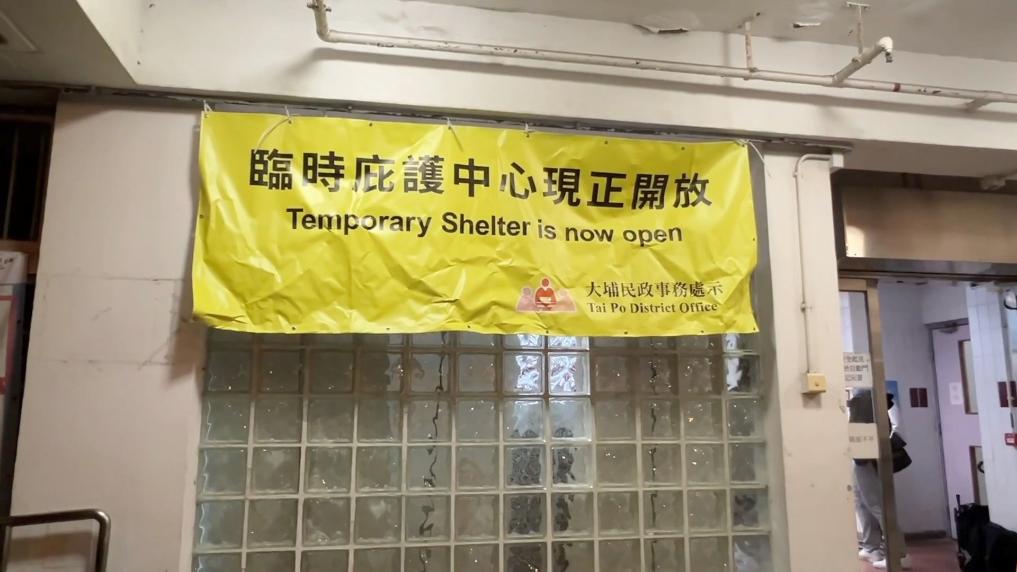 臨時庇護中心現正開放
Temporary Shelter is now open
大埔民政事務處示
Tai Po District Office